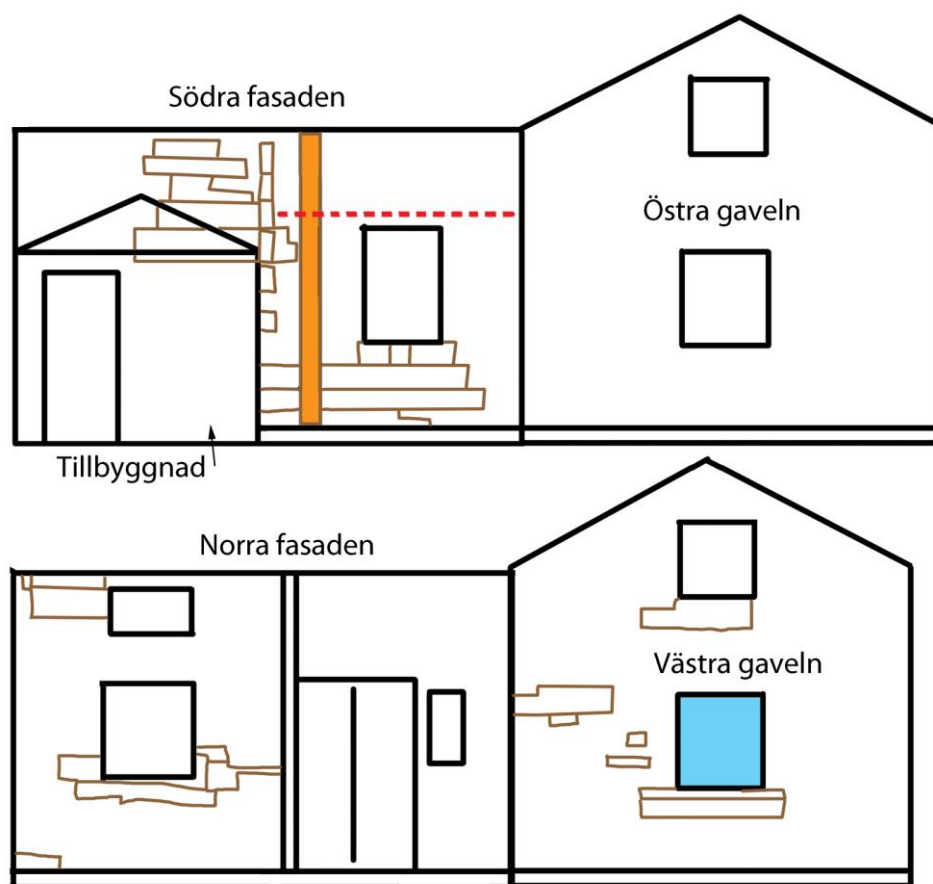 Södra fasaden
Östra gaveln
Tillbyggnad
Norra fasaden
Västra gaveln